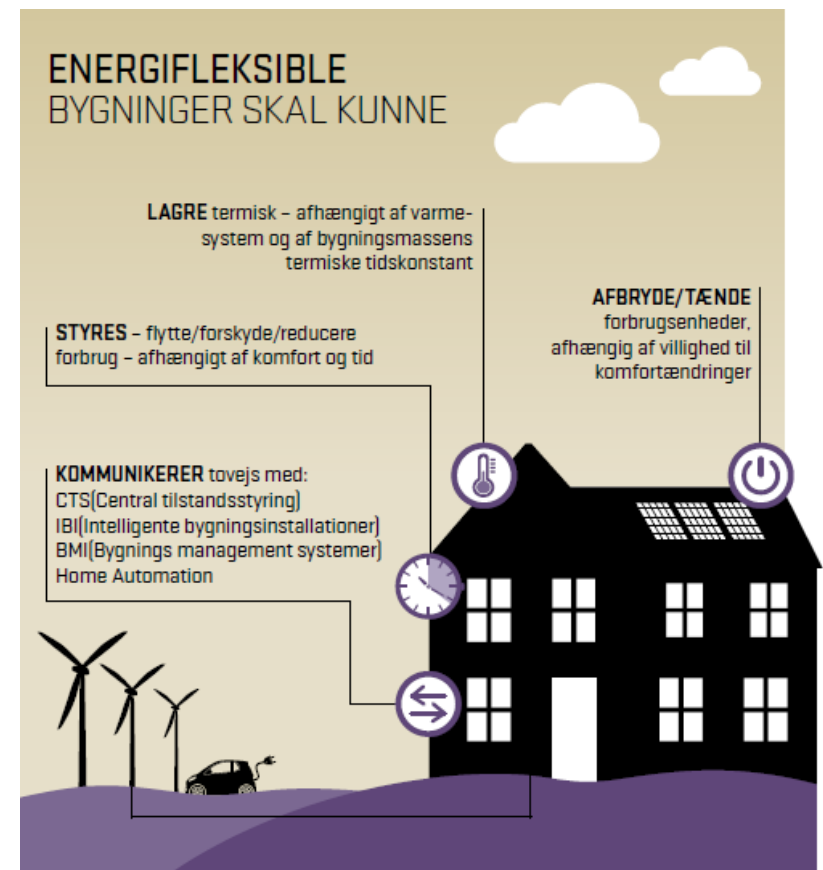 ENERGIFLEKSIBLE
BYGNINGER SKAL KUNNE
LAGRE termisk – afhængigt af varme-
system og af bygningsmassens
termiske tidskonstant
AFBRYDE/TÆNDE
forbrugsenheder,
afhængig af villighed til
komfortændringer
STYRES – flytte/forskyde/reducere
forbrug – afhængigt af komfort og tid
KOMMUNIKERER tovejs med:
CTS(Central tilstandsstyring)
IBI(Intelligente bygningsinstallationer)
BMI(Bygnings management systemer)
Home Automation